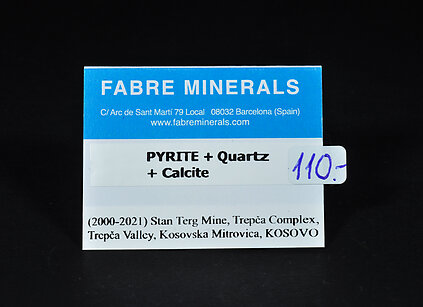 FABRE MINERALS
C/ Arc de Sant Martí 79 Local 08032 Barcelona (Spain)
www.fabreminerals.com
PYRITE + Quartz
+ Calcite
110.-
(2000-2021) Stan Terg Mine, Trepča Complex,
Trepča Valley, Kosovska Mitrovica, KOSOVO